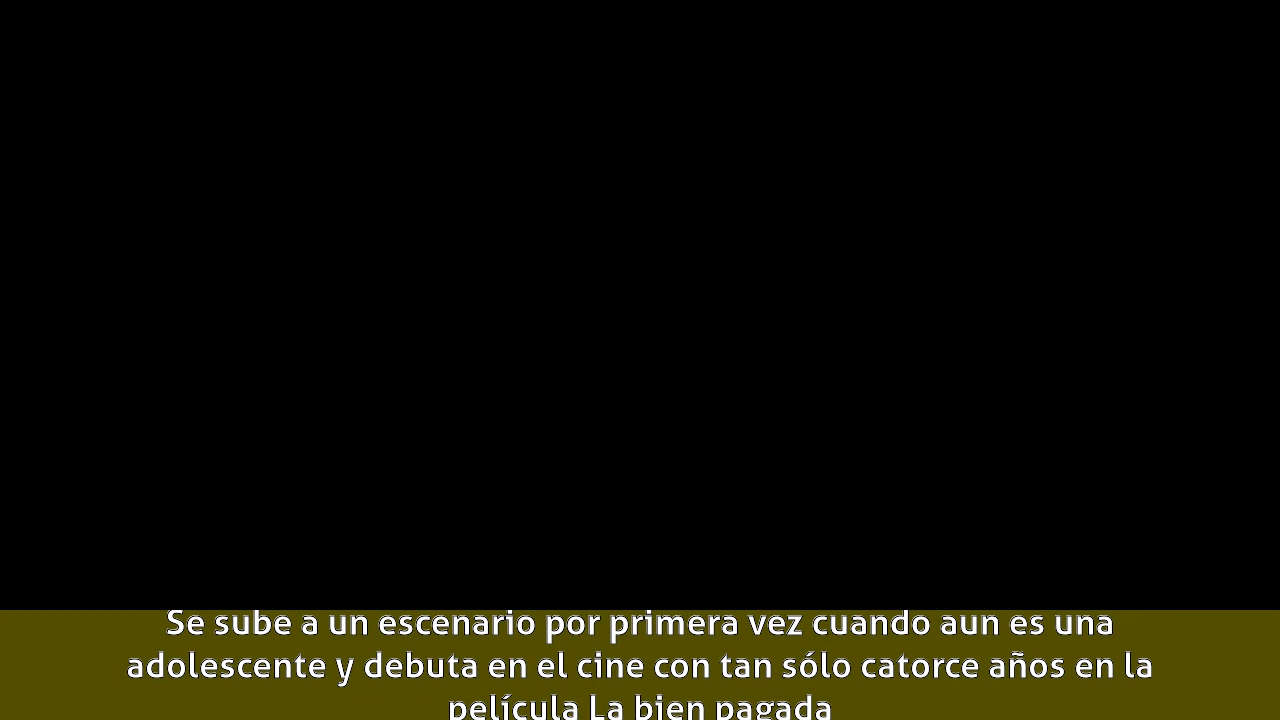 Se sube a un escenario por primera vez cuando aun es una
adolescente y debuta en el cine con tan sólo catorce años en la
película La bien pagada